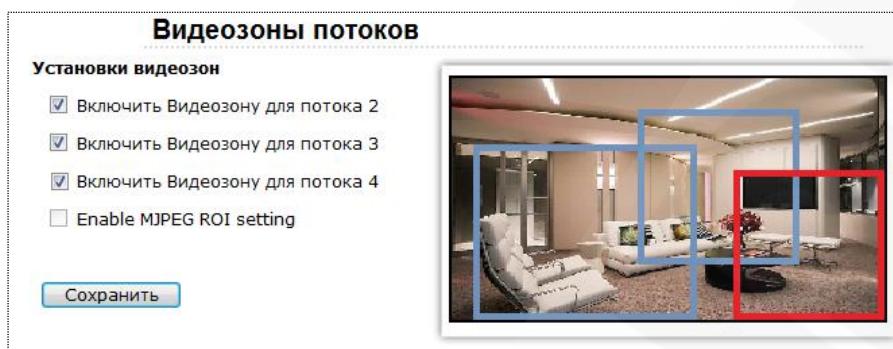 Видеозоны потоков
Установки видеозон
Включить Видеозону для потока 2
Включить Видеозону для потока 3
Включить Видеозону для потока 4
Enable MJPEG ROI setting
Сохранить